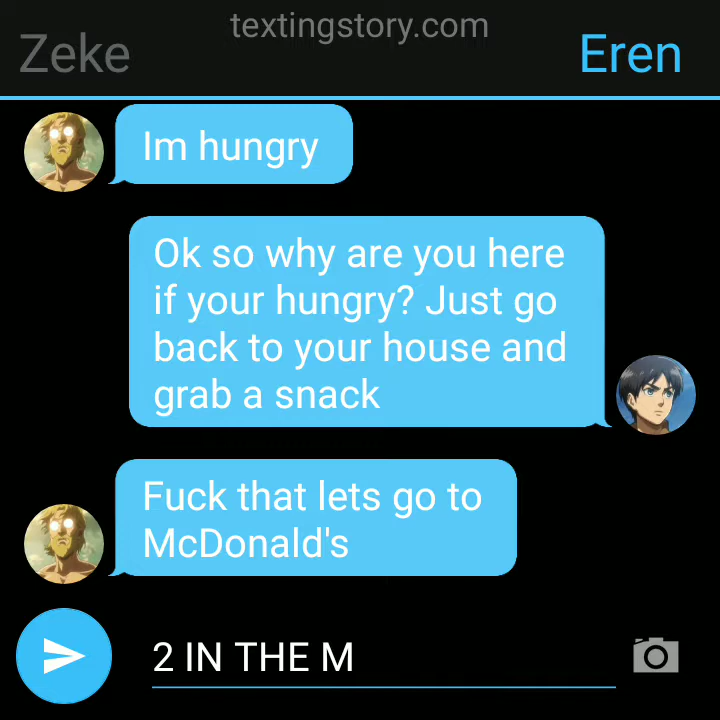 textingstory.com
Zeke
Eren
Im hungry
Ok so why are you here
if your hungry? Just go
back to your house and
grab a snack
Fuck that lets go to
McDonald's
2 IN THE M